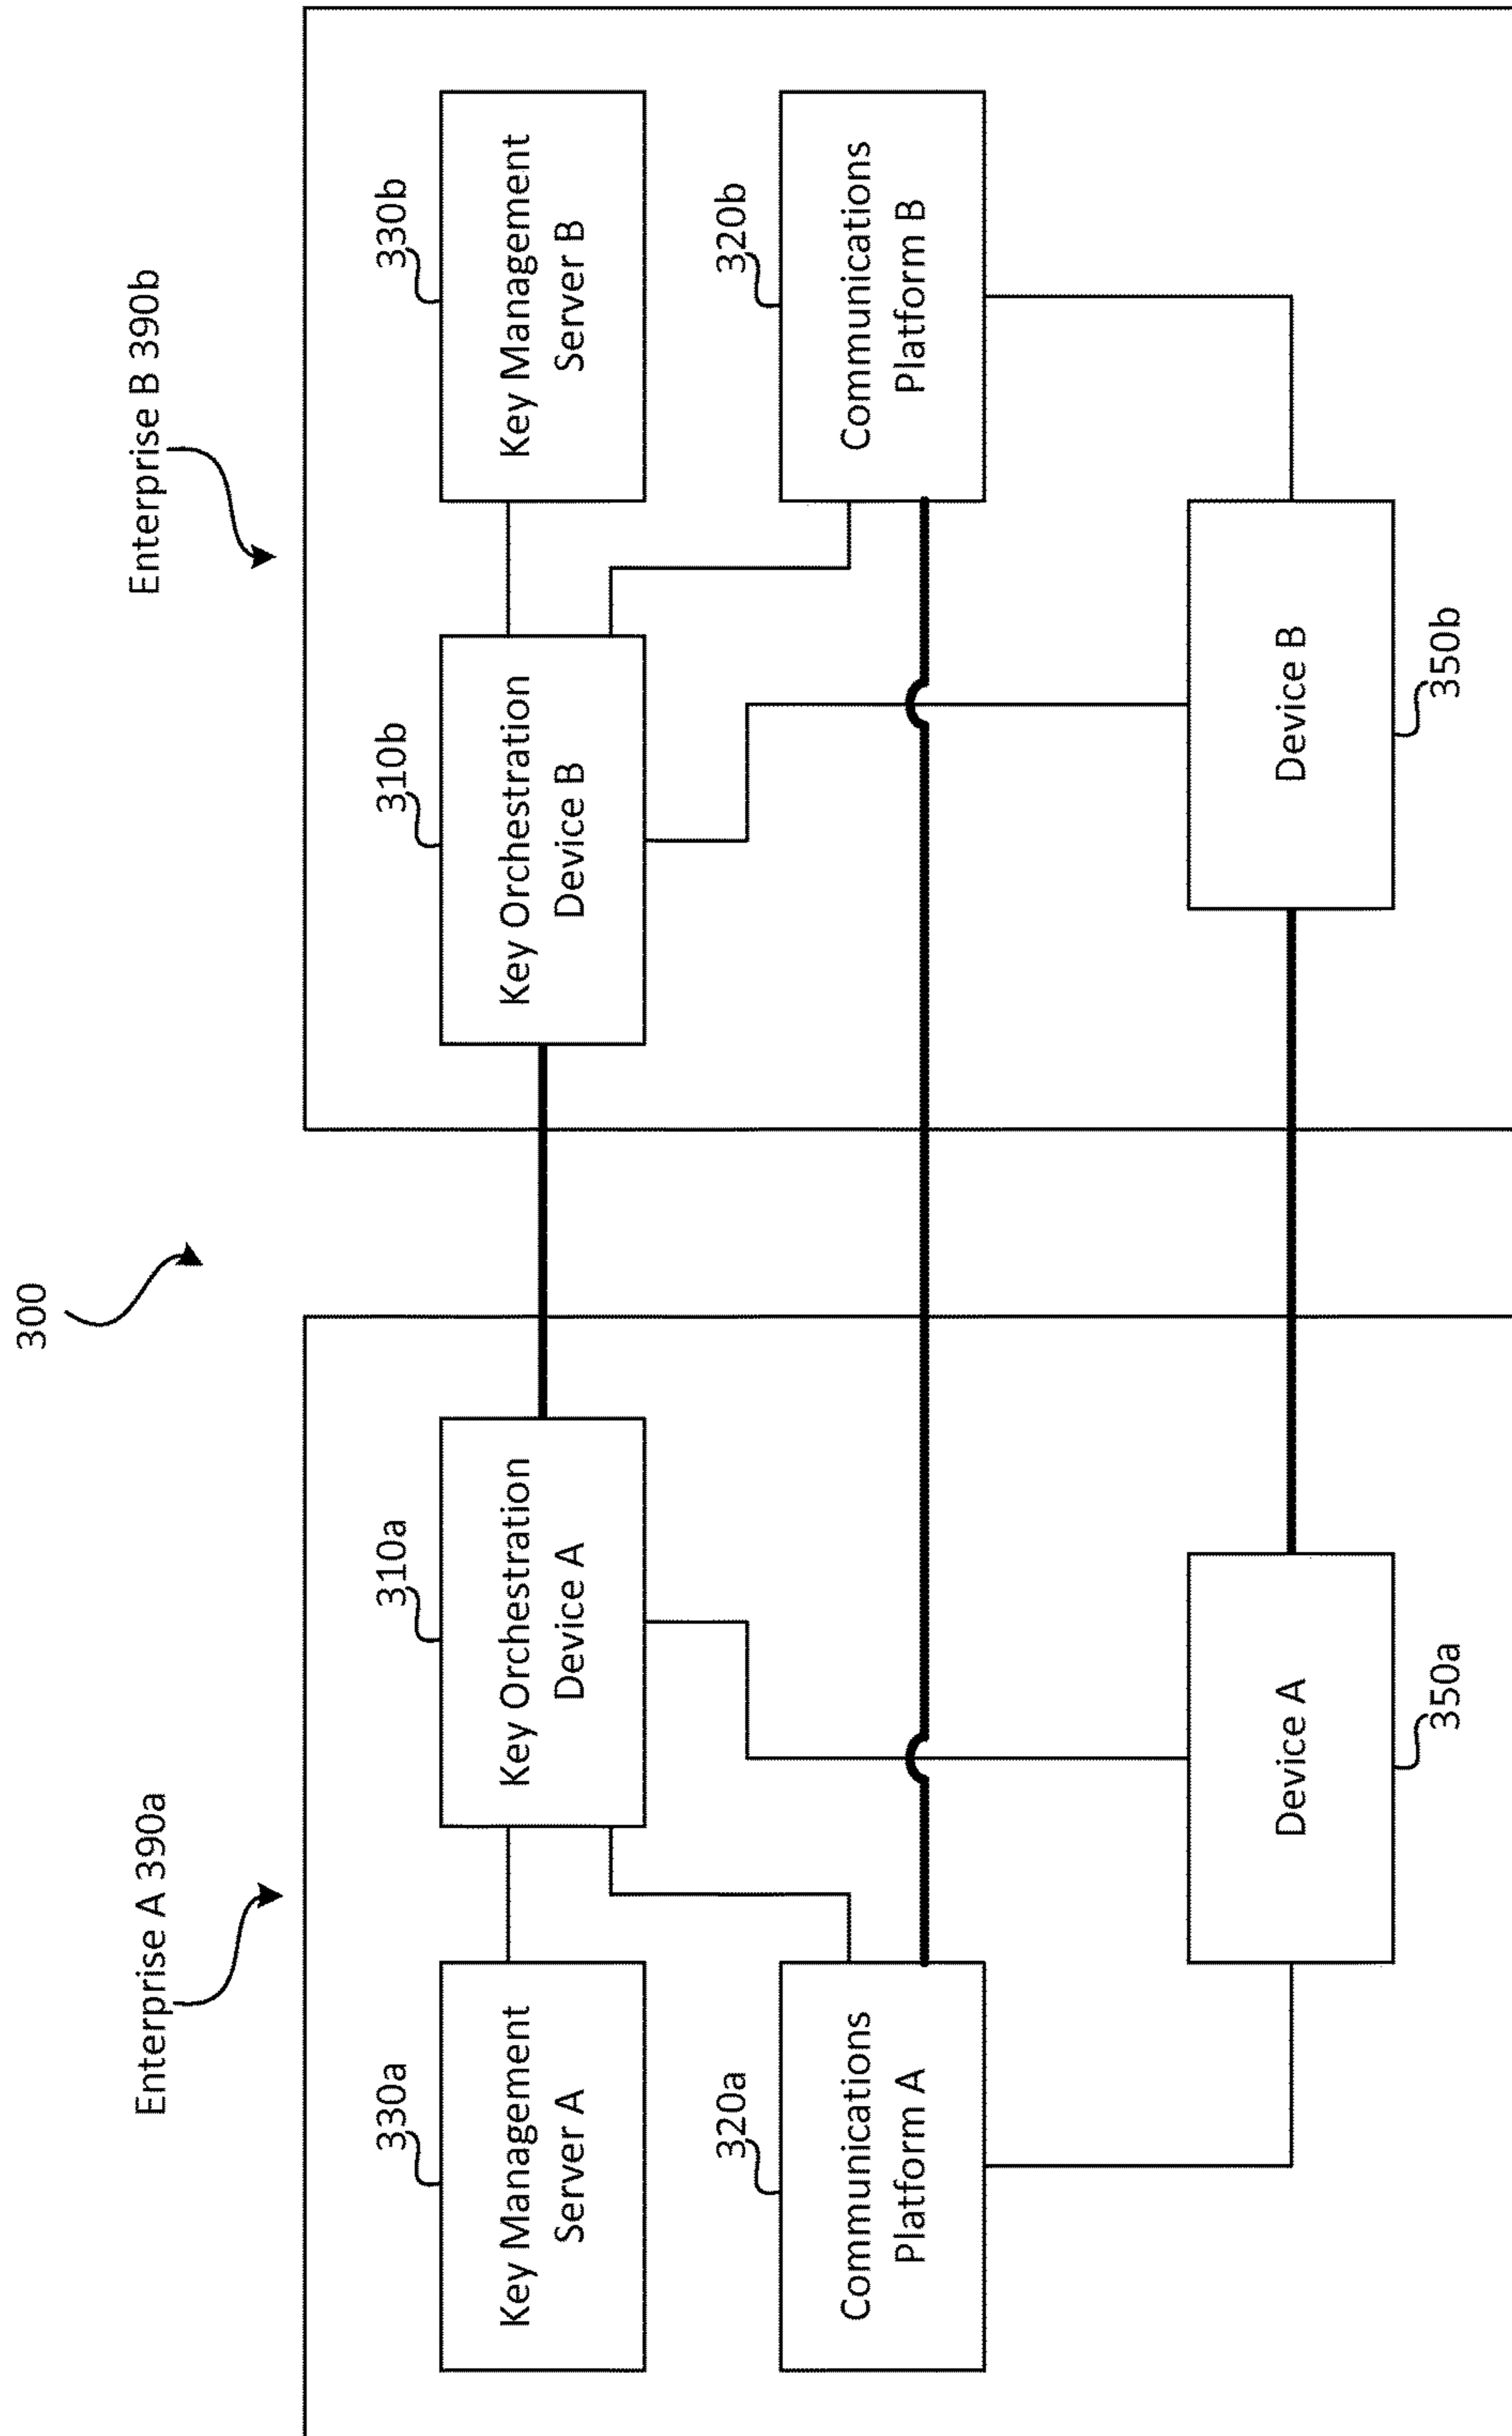 300
Enterprise A 390a
Enterprise B 390b
330a
Key Management
Server A
310a
Key Orchestration
Device A
310b
Key Orchestration
Device B
330b
Key Management
Server B
320a
Communications
Platform A
320b
Communications
Platform B
Device A
350a
Device B
350b